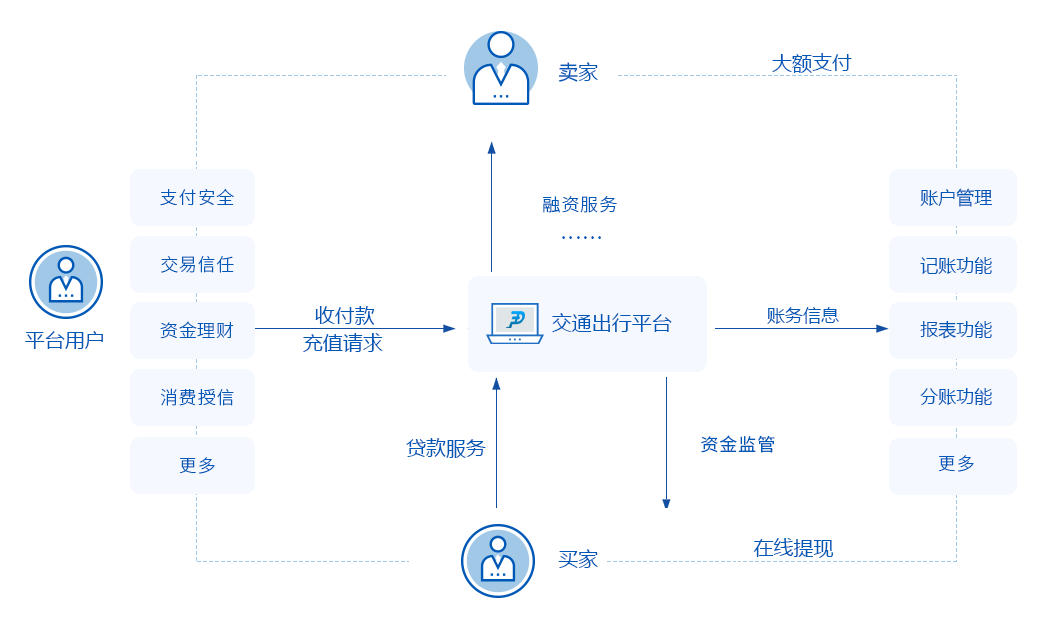 卖家
大额支付
支付安全
交易信任
资金理财
消费授信
更多
平台用户
收付款
充值请求
融资服务
......
交通出行平台
账务信息
账户管理
记账功能
报表功能
分账功能
更多
贷款服务
资金监管
买家
在线提现